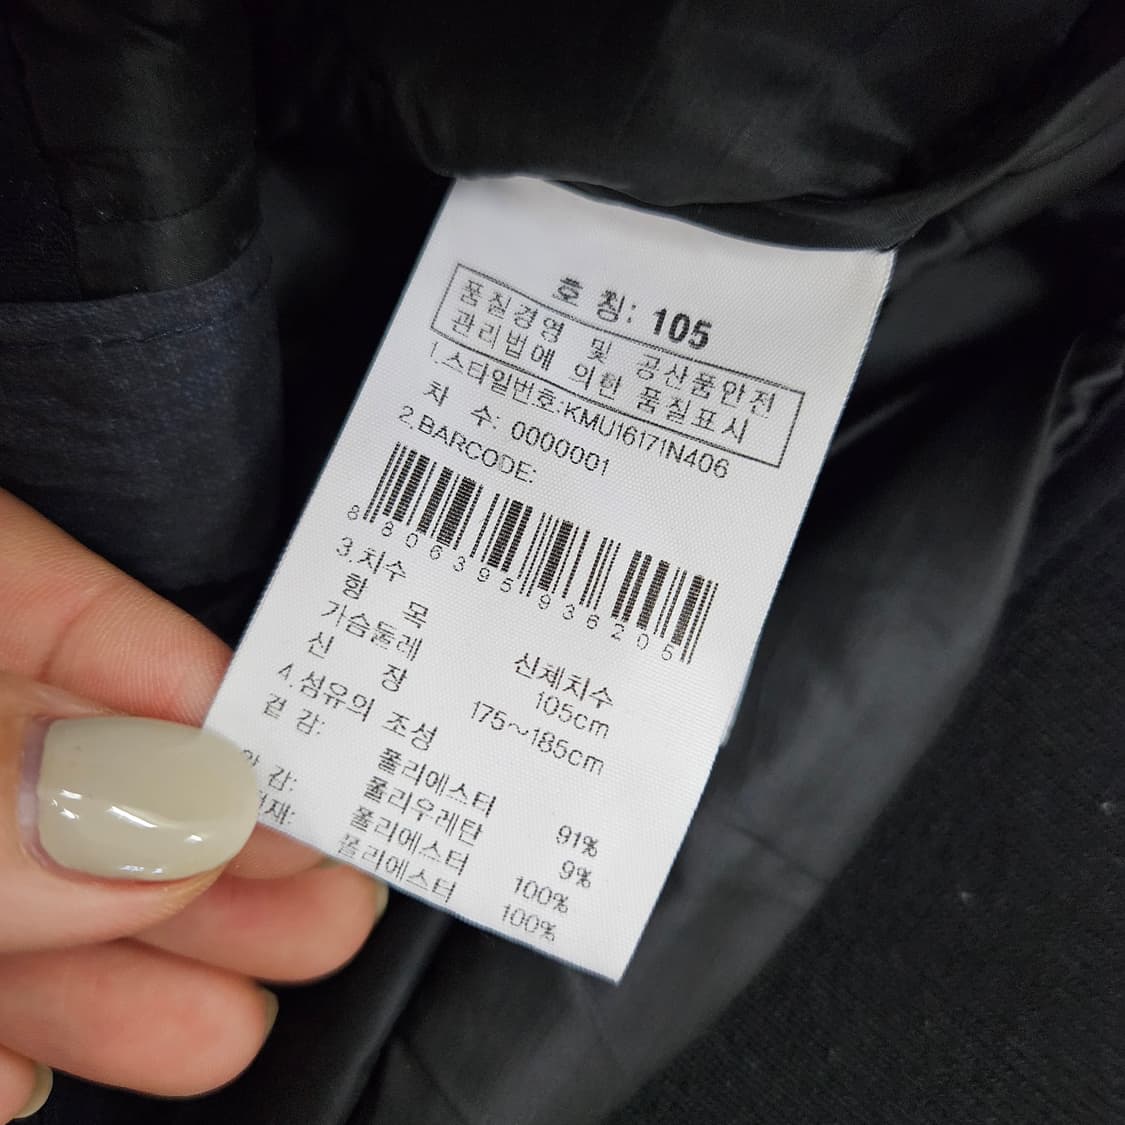 호 칭: 105
품질경영 및 공산품안전
관리법에 의한 품질표시
1.스타일번호:KMU16171N406
차 수: 0000001
2.BARCODE:
8 806395 936205
3.치수
항 목 신체치수
가슴둘레 105cm
신 장 175~185cm
4.섬유의 조성
겉 감: 폴리에스터 91%
폴리우레탄 9%
감: 폴리에스터 100%
폴리에스터 100%